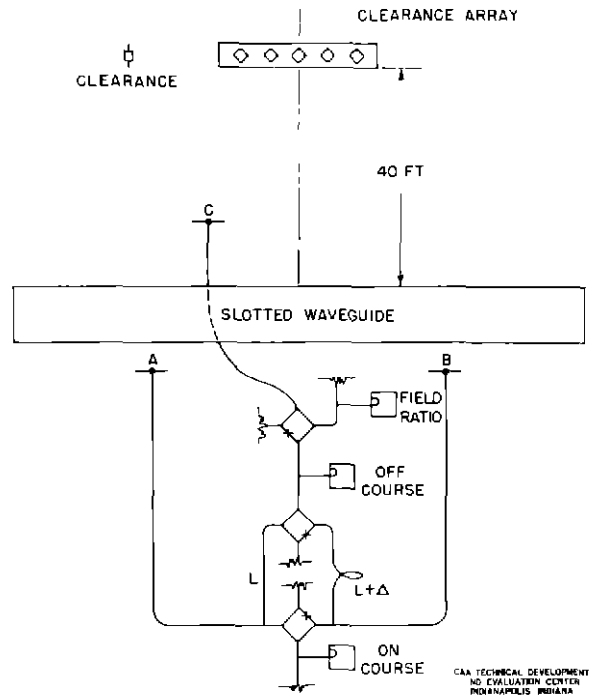 CLEARANCE ARRAY
CLEARANCE
40 FT
C
SLOTTED WAVEGUIDE
A
B
FIELD
RATIO
OFF
COURSE
L
L+Δ
ON
COURSE
CAA TECHNICAL DEVELOPMENT
ND EVALUATION CENTER
INDIANAPOLIS INDIANA